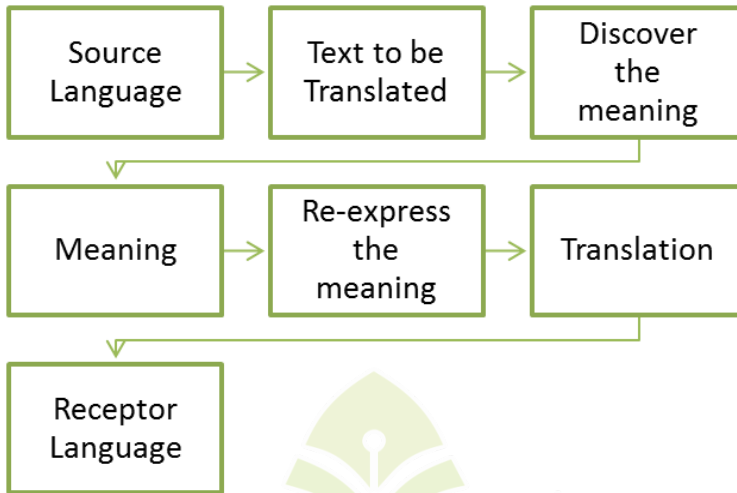 Source
Language
Text to be
Translated
Discover
the
meaning
Meaning
Re-express
the
meaning
Translation
Receptor
Language